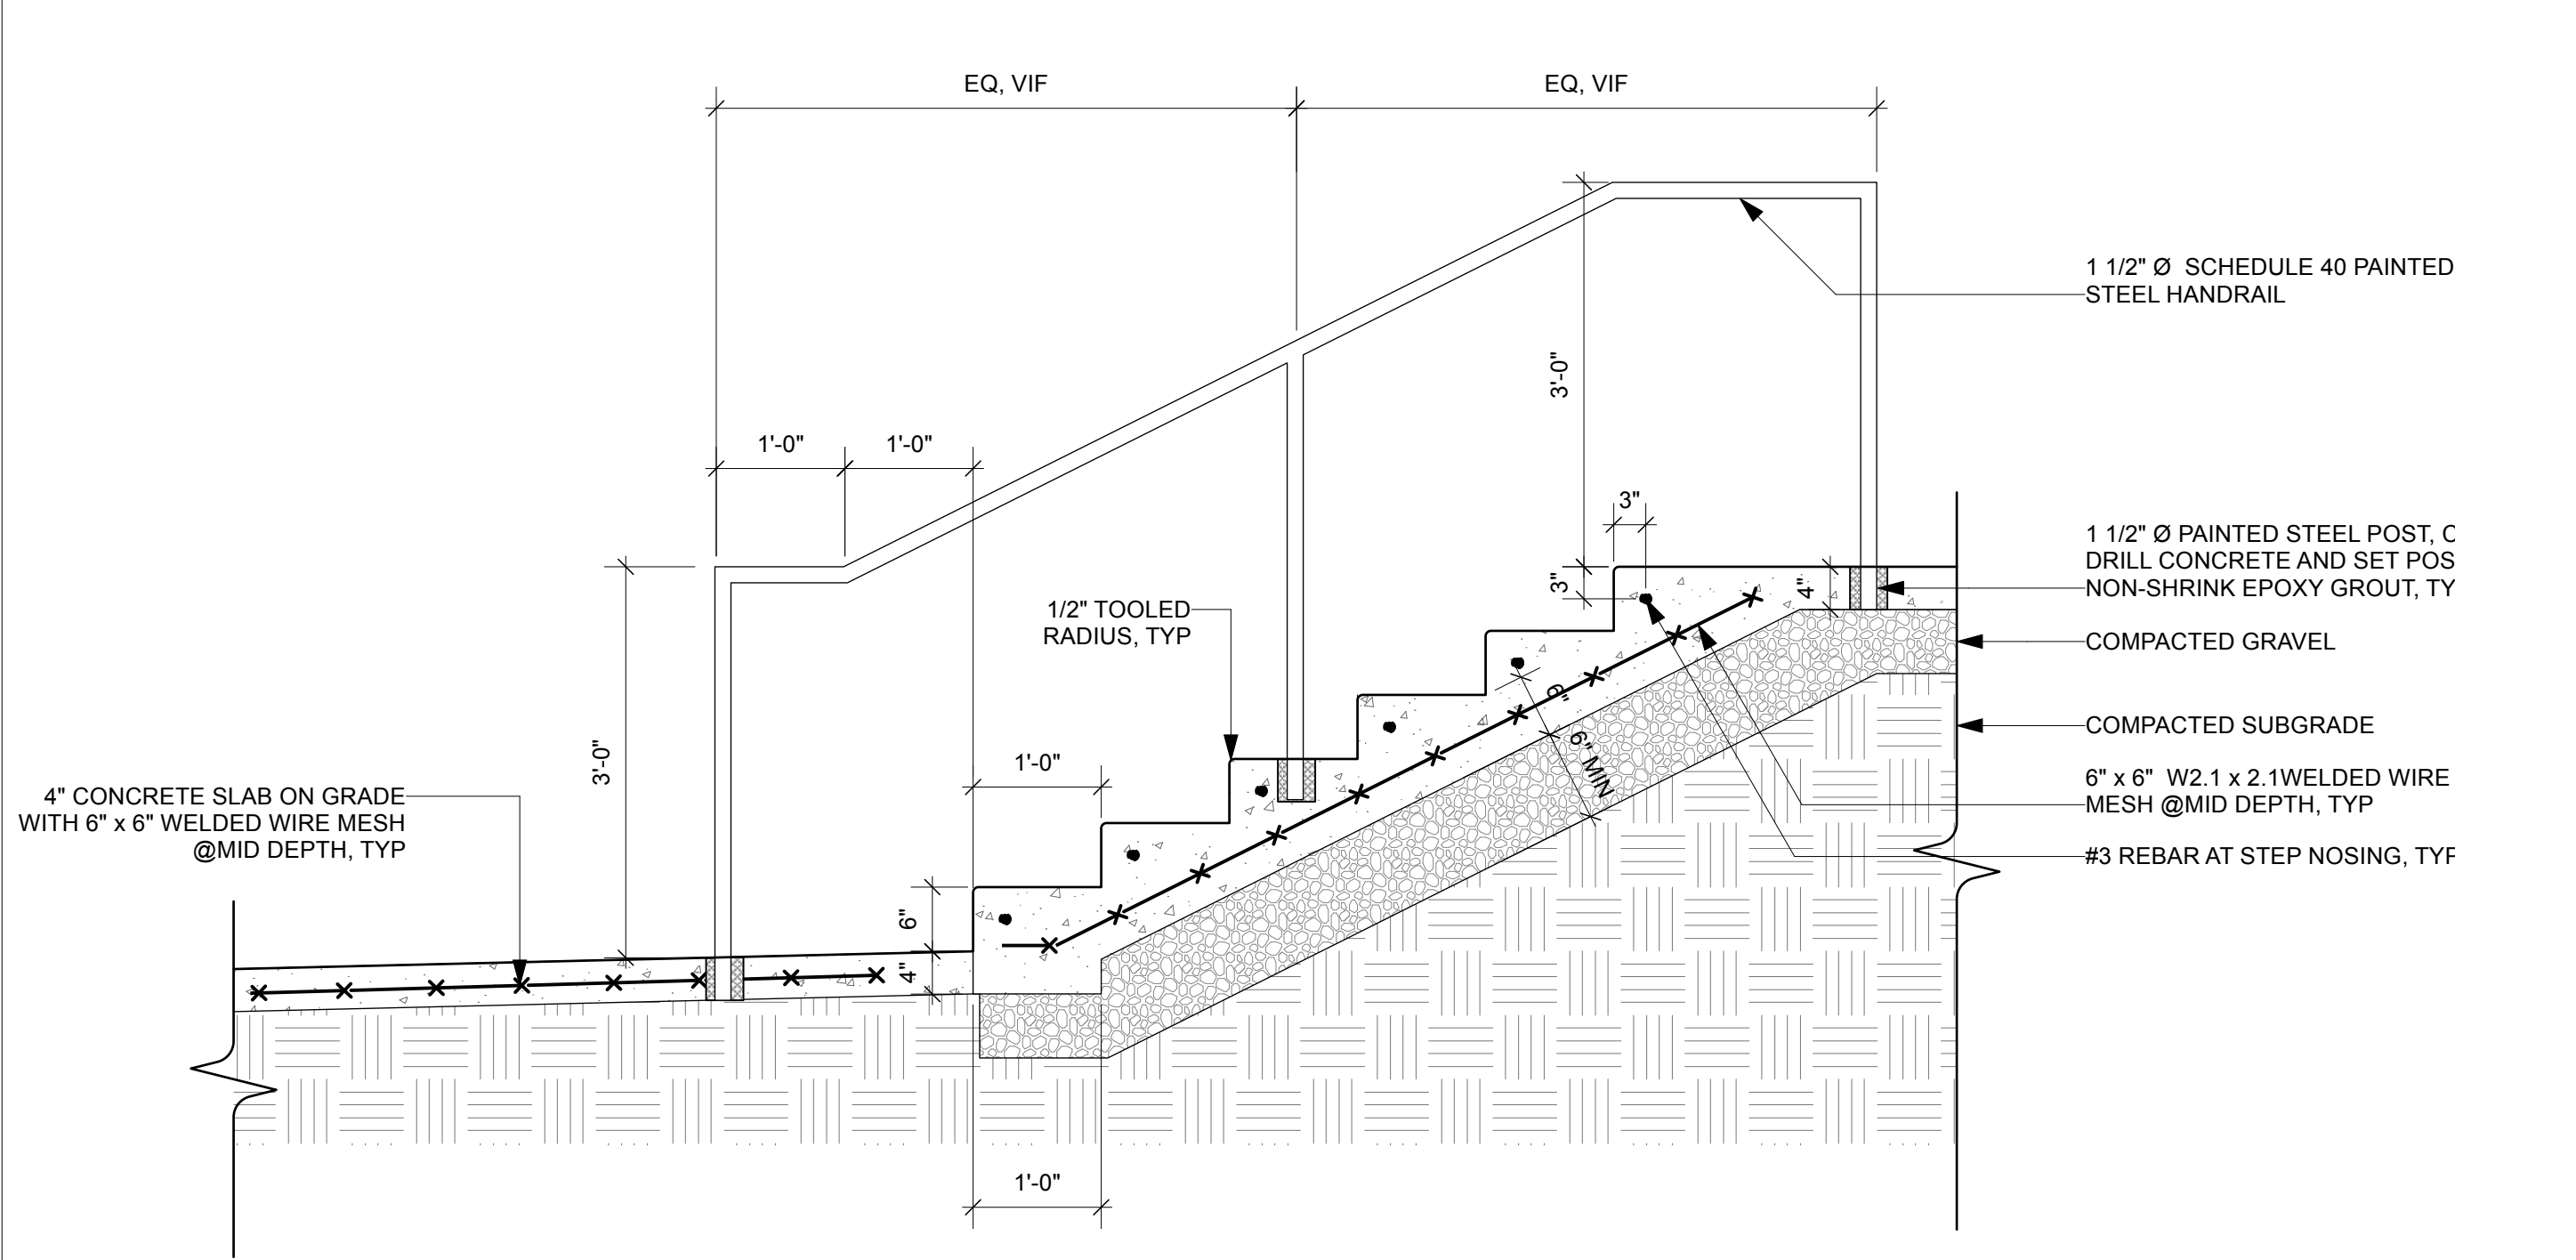 EQ, VIF
EQ, VIF
1 1/2" Ø  SCHEDULE 40 PAINTED
STEEL HANDRAIL
3'-0"
1'-0"
1'-0"
3"
1 1/2" Ø PAINTED STEEL POST,
DRILL CONCRETE AND SET
NON-SHRINK EPOXY GROUT,
3"
4"
1/2" TOOLED
RADIUS, TYP
COMPACTED GRAVEL
6"
COMPACTED SUBGRADE
6" MIN
3'-0"
1'-0"
6" x 6"  W2.1 x 2.1WELDED WIRE
MESH @MID DEPTH, TYP
4" CONCRETE SLAB ON GRADE
WITH 6" x 6" WELDED WIRE MESH
@MID DEPTH, TYP
#3 REBAR AT STEP NOSING,
6"
4"
1'-0"